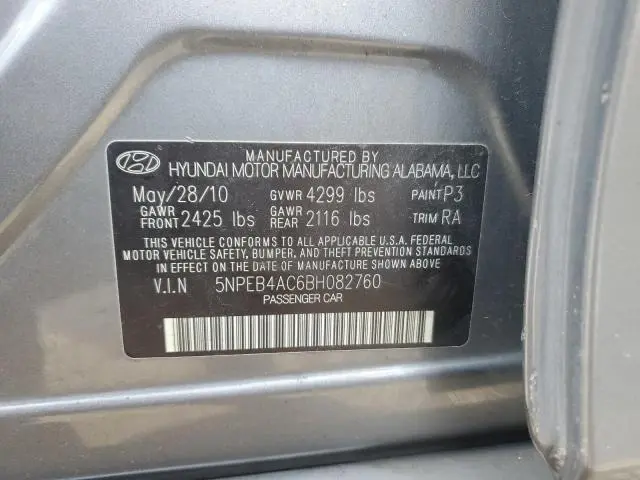 MANUFACTURED BY
HYUNDAI MOTOR MANUFACTURING ALABAMA, LLC
May/28/10 GVWR 4299 lbs PAINT P3
GAWR FRONT 2425 lbs GAWR REAR 2116 lbs TRIM RA
THIS VEHICLE CONFORMS TO ALL APPLICABLE U.S.A. FEDERAL
MOTOR VEHICLE SAFETY, BUMPER, AND THEFT PREVENTION STANDARDS
IN EFFECT ON THE DATE OF MANUFACTURE SHOWN ABOVE
V.I.N 5NPEB4AC6BH082760
PASSENGER CAR